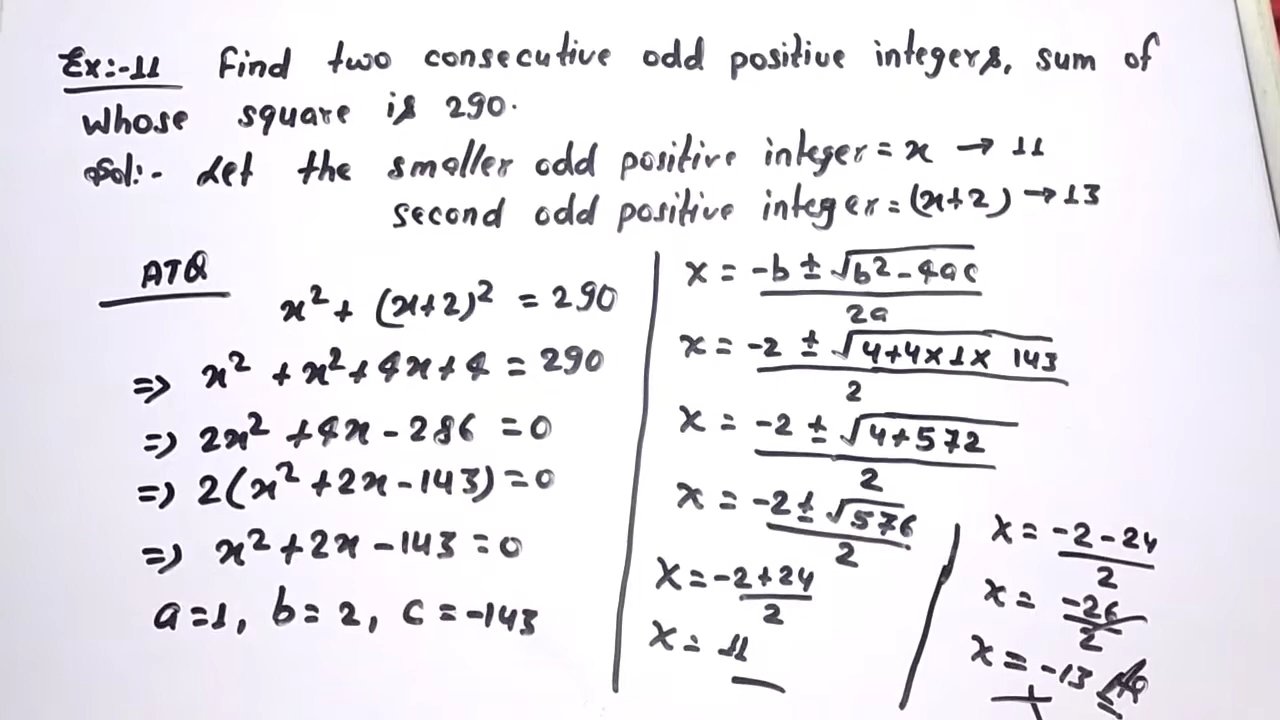 Ex:-11 Find two consecutive odd positive integers, sum of
whose square is 290.
Sol:- Let the smaller odd positive integer = x → 11
second odd positive integer = (x+2) → 13
ATQ
x² + (x+2)² = 290
=> x² + x² + 4x + 4 = 290
=> 2x² + 4x - 286 = 0
=> 2(x² + 2x - 143) = 0
=> x² + 2x - 143 = 0
a=1, b=2, c=-143
x = -b ± √b²-4ac
2a
x = -2 ± √4+4x1x 143
2
x = -2 ± √4+572
2
x = -2 ± √576
2
x = -2+24
2
x = 11
x = -2-24
2
x = -26
2
x = -13